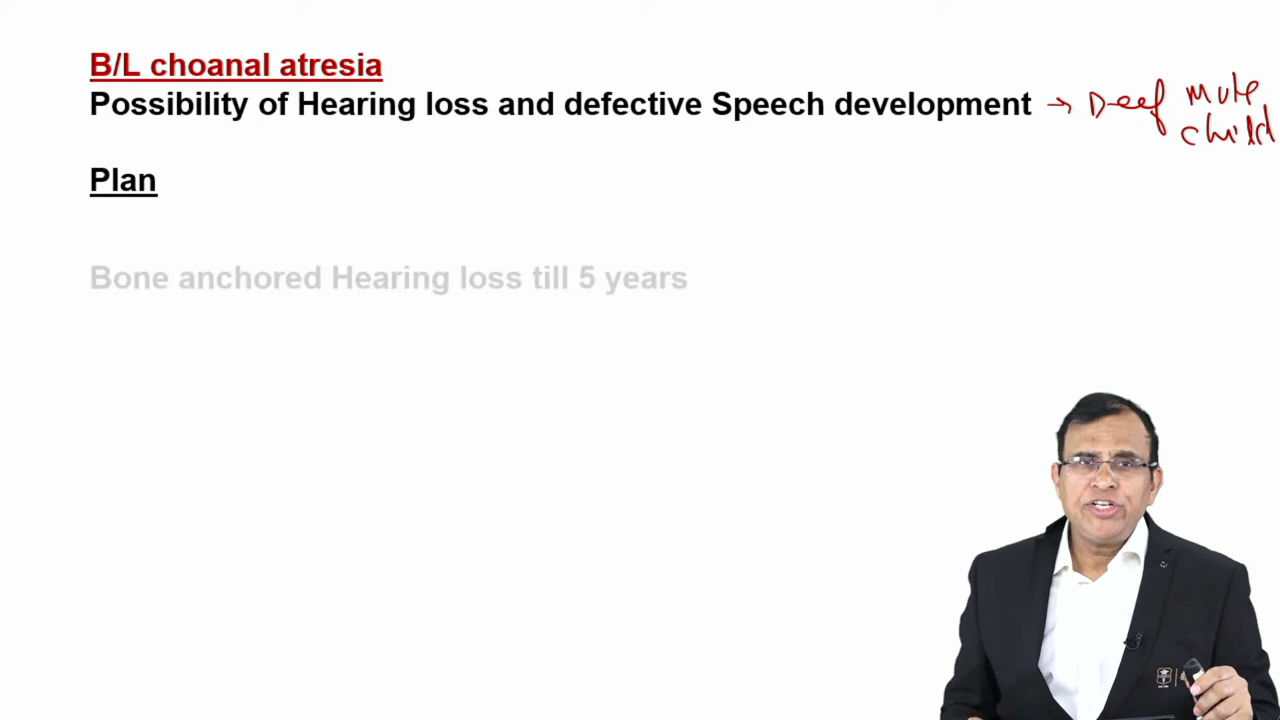 B/L choanal atresia
Possibility of Hearing loss and defective Speech development → Deef mute
child
Plan
Bone anchored Hearing loss till 5 years